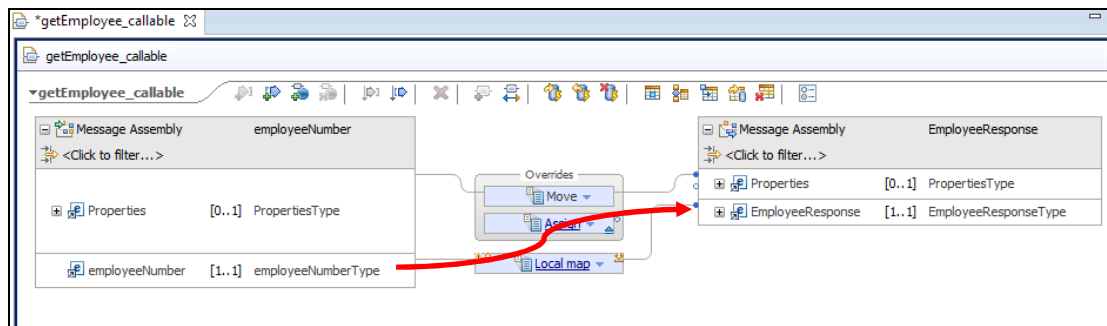 *getEmployee_callable
getEmployee_callable
getEmployee_callable
Message Assembly employeeNumber
<Click to filter...>
Properties [0..1] PropertiesType
employeeNumber [1..1] employeeNumberType
Overrides
Move
Assign
Local map
Message Assembly EmployeeResponse
<Click to filter...>
Properties [0..1] PropertiesType
EmployeeResponse [1..1] EmployeeResponseType